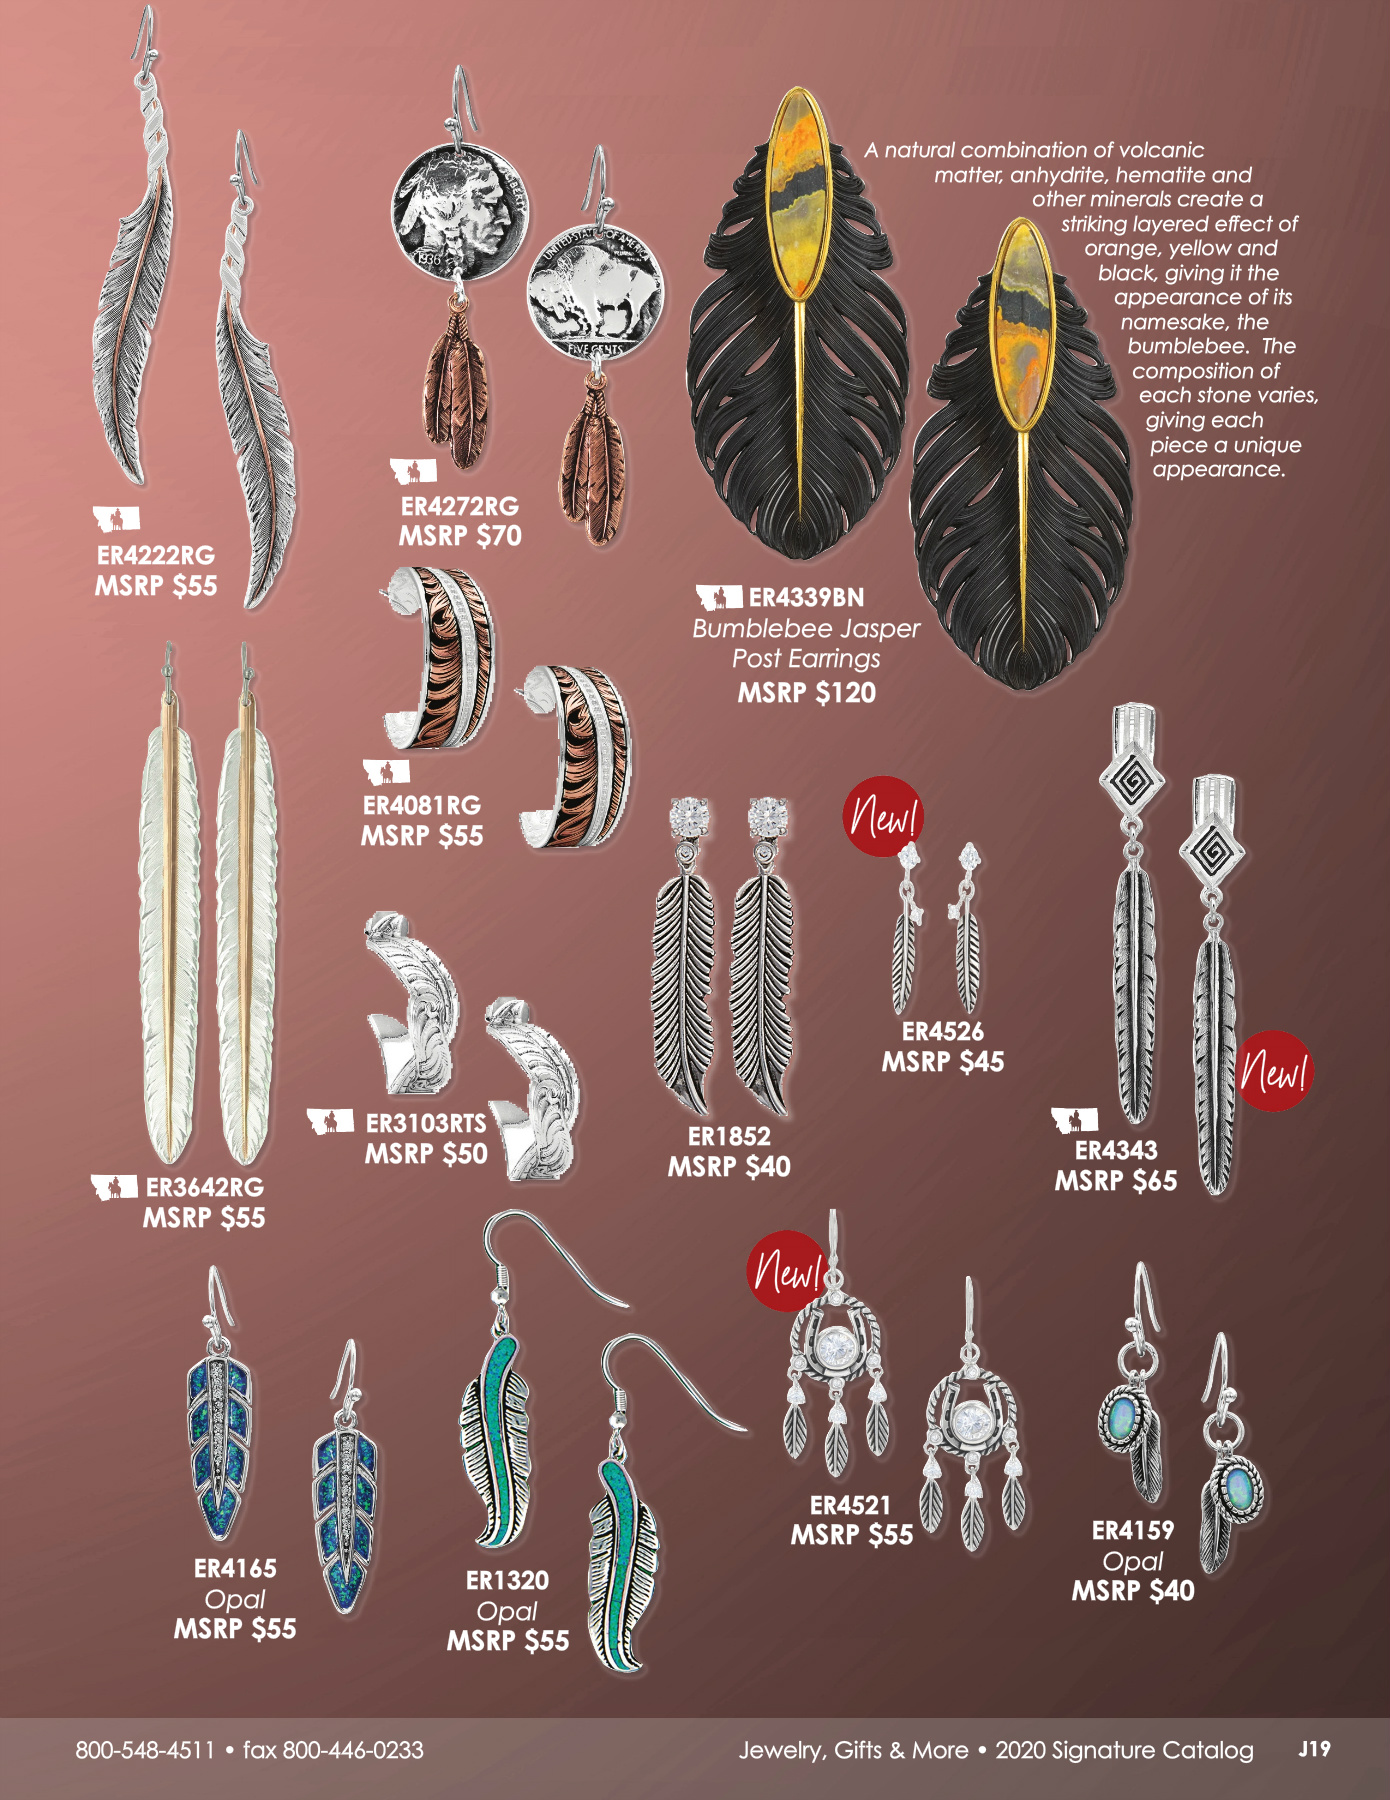 A natural combination of volcanic
matter, anhydrite, hematite and
other minerals create a
striking layered effect of
orange, yellow and
black, giving it the
appearance of its
namesake, the
bumblebee. The
composition of
each stone varies,
giving each
piece a unique
appearance.
LIBERTY
1936
UNITED STATES OF AMERICA
FIVE CENTS
ER4222RG
MSRP $55
ER4272RG
MSRP $70
ER4339BN
Bumblebee Jasper
Post Earrings
MSRP $120
ER4081RG
MSRP $55
New!
ER4526
MSRP $45
ER3642RG
MSRP $55
ER3103RTS
MSRP $50
ER1852
MSRP $40
New!
ER4343
MSRP $65
ER4165
Opal
MSRP $55
ER1320
Opal
MSRP $55
New!
ER4521
MSRP $55
ER4159
Opal
MSRP $40
800-548-4511 • fax 800-446-0233
Jewelry, Gifts & More • 2020 Signature Catalog J19